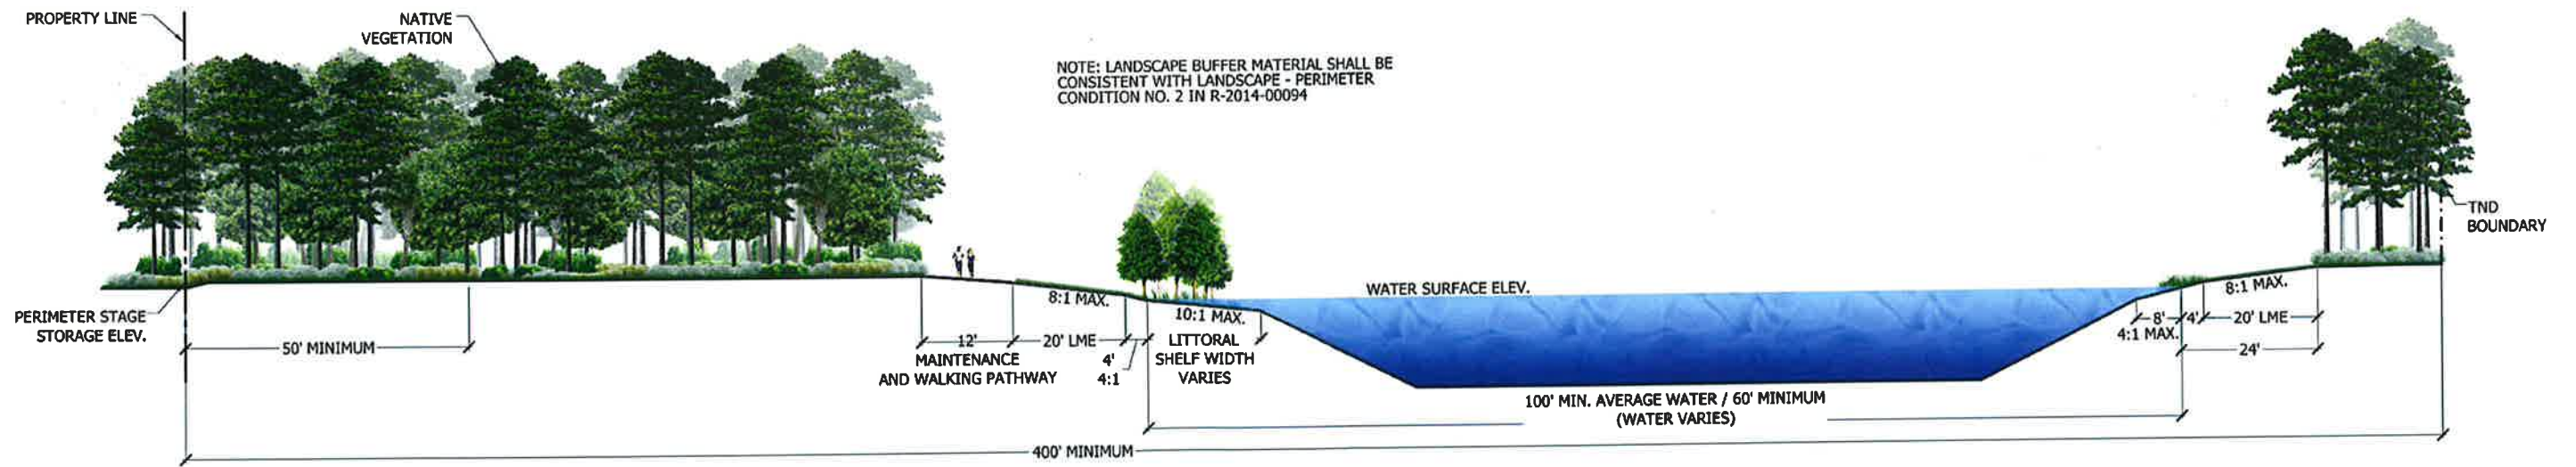 PROPERTY LINE
NATIVE
VEGETATION
NOTE: LANDSCAPE BUFFER MATERIAL SHALL BE
CONSISTENT WITH LANDSCAPE - PERIMETER
CONDITION NO. 2 IN R-2014-00094
TND
BOUNDARY
PERIMETER STAGE
STORAGE ELEV.
WATER SURFACE ELEV.
8:1 MAX.
10:1 MAX.
8:1 MAX.
50' MINIMUM
12'
MAINTENANCE
AND WALKING PATHWAY
20' LME
4'
4:1
LITTORAL
SHELF WIDTH
VARIES
8'
4:1 MAX.
4'
20' LME
24'
100' MIN. AVERAGE WATER / 60' MINIMUM
(WATER VARIES)
400' MINIMUM